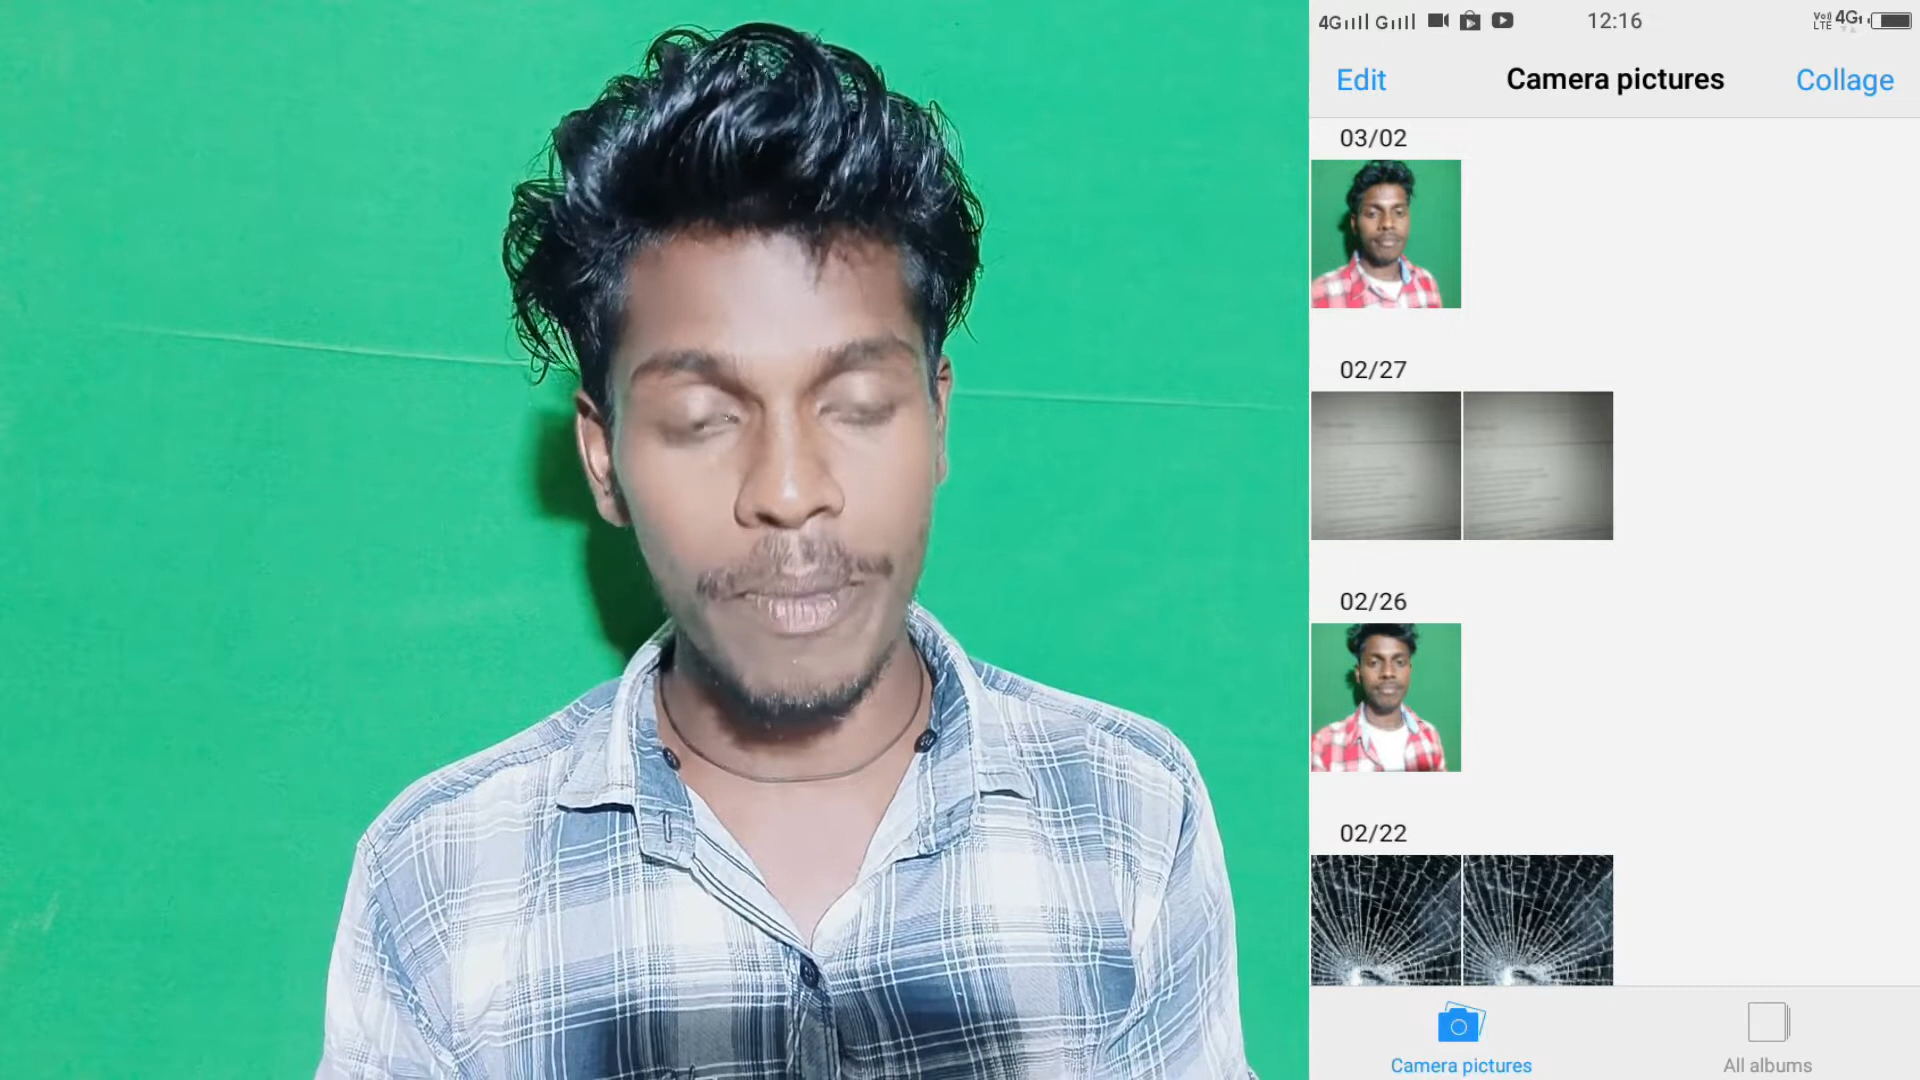 4G G 12:16 VoLTE 4G
Edit Camera pictures Collage
03/02
02/27
02/26
02/22
Camera pictures All albums